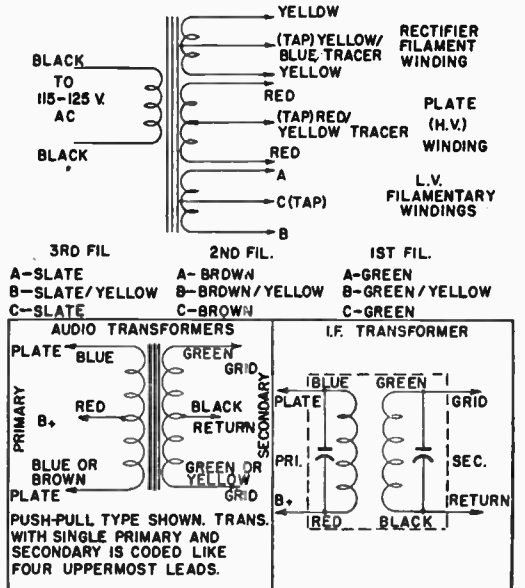 YELLOW
(TAP) YELLOW/
BLUE TRACER
YELLOW
RECTIFIER
FILAMENT
WINDING
BLACK
TO
115-125 V.
AC
BLACK
RED
(TAP) RED/
YELLOW TRACER
RED
PLATE
(H.V.)
WINDING
A
C (TAP)
B
L.V.
FILAMENTARY
WINDINGS
3RD FIL
A-SLATE
B-SLATE/YELLOW
C-SLATE
2ND FIL.
A-BROWN
B-BROWN/YELLOW
C-BROWN
1ST FIL.
A-GREEN
B-GREEN/YELLOW
C-GREEN
AUDIO TRANSFORMERS
PLATE
BLUE
GREEN
GRID
PRIMARY
B+
RED
BLACK
RETURN
SECONDARY
BLUE OR
BROWN
PLATE
GREEN OR
YELLOW
GRID
PUSH-PULL TYPE SHOWN. TRANS.
WITH SINGLE PRIMARY AND
SECONDARY IS CODED LIKE
FOUR UPPERMOST LEADS.
I.F. TRANSFORMER
BLUE
GREEN
PLATE
GRID
PRI.
SEC.
B+
RETURN
RED
BLACK